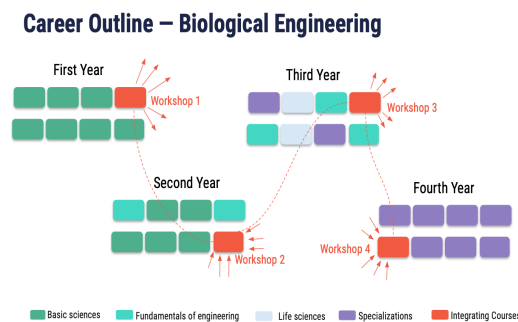 Career Outline — Biological Engineering
First Year
Workshop 1
Third Year
Workshop 3
Second Year
Workshop 2
Fourth Year
Workshop 4
Basic sciences
Fundamentals of engineering
Life sciences
Specializations
Integrating Courses